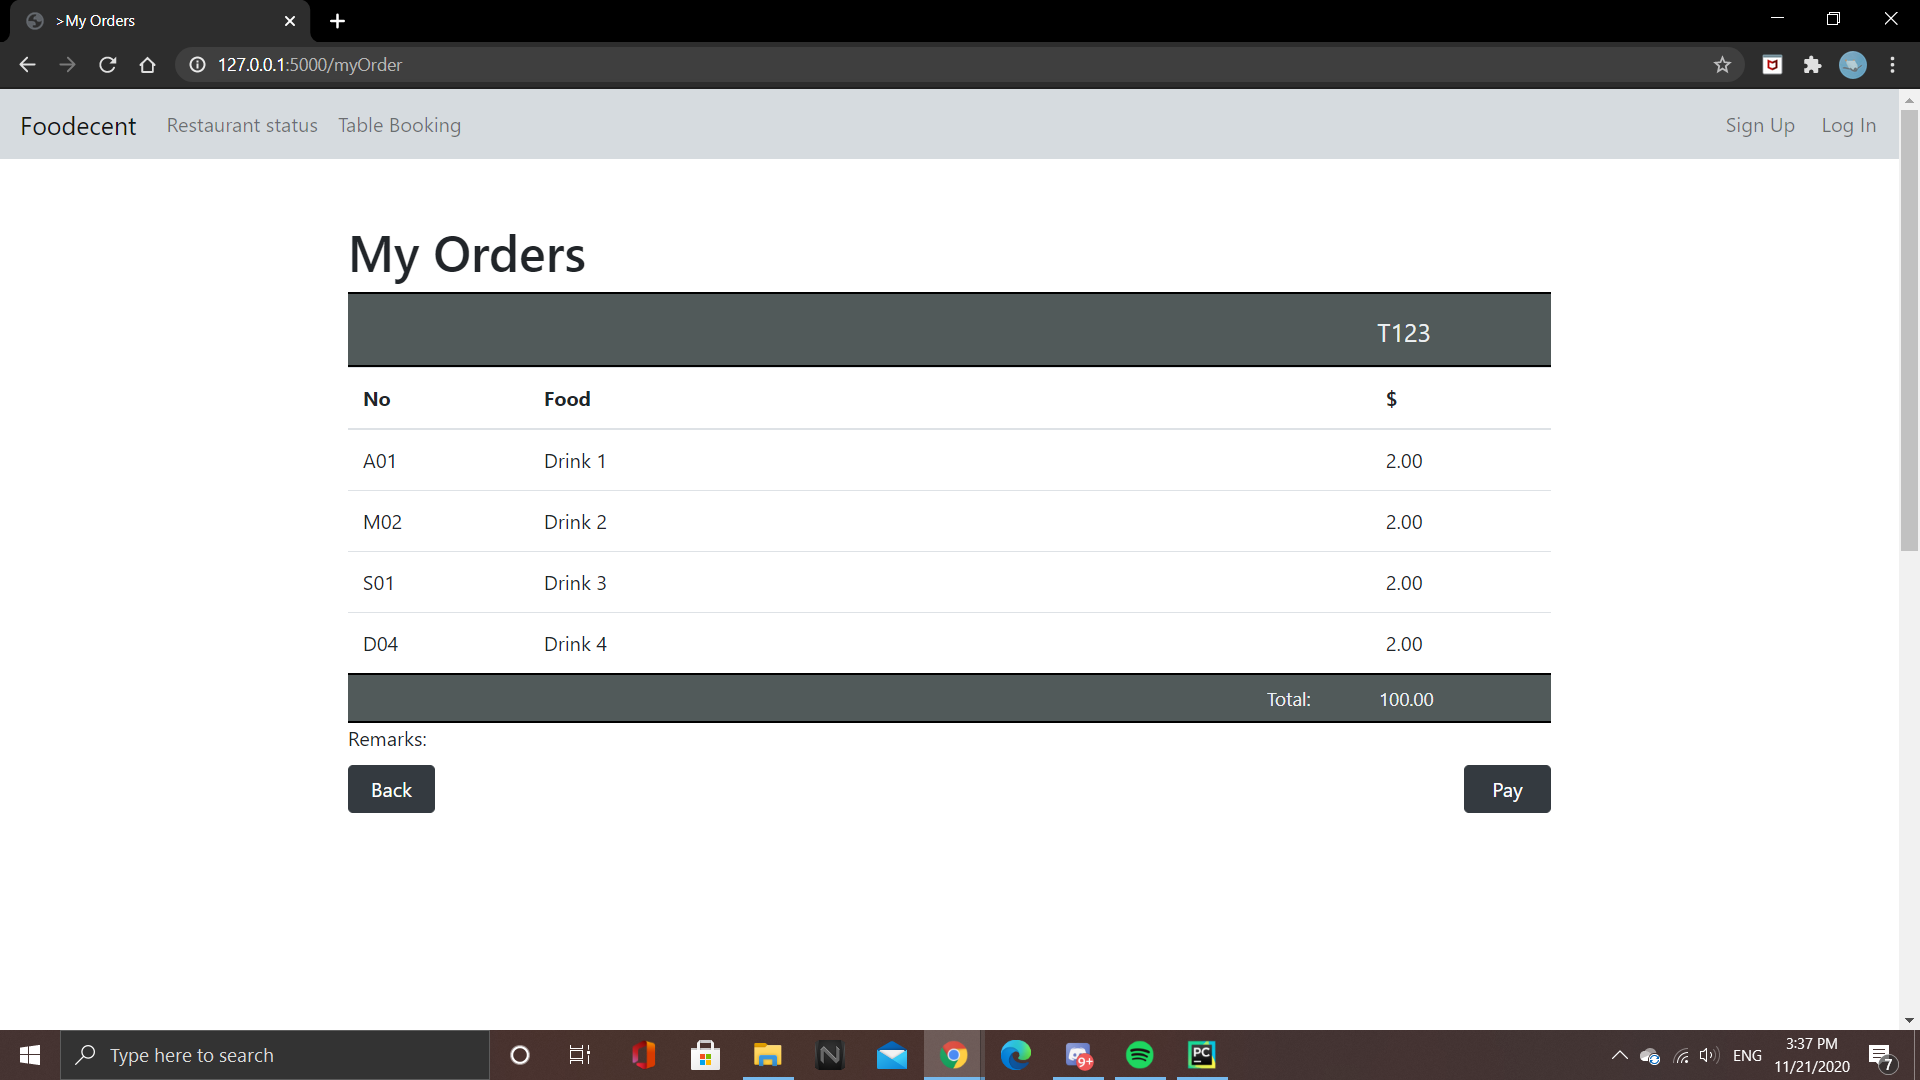 >My Orders
127.0.0.1:5000/myOrder
Foodecent Restaurant status Table Booking Sign Up Log In
My Orders
T123
No Food $
A01 Drink 1 2.00
M02 Drink 2 2.00
S01 Drink 3 2.00
D04 Drink 4 2.00
Total: 100.00
Remarks:
Back Pay
Type here to search
N
9+
PC
ENG
3:37 PM
11/21/2020
7